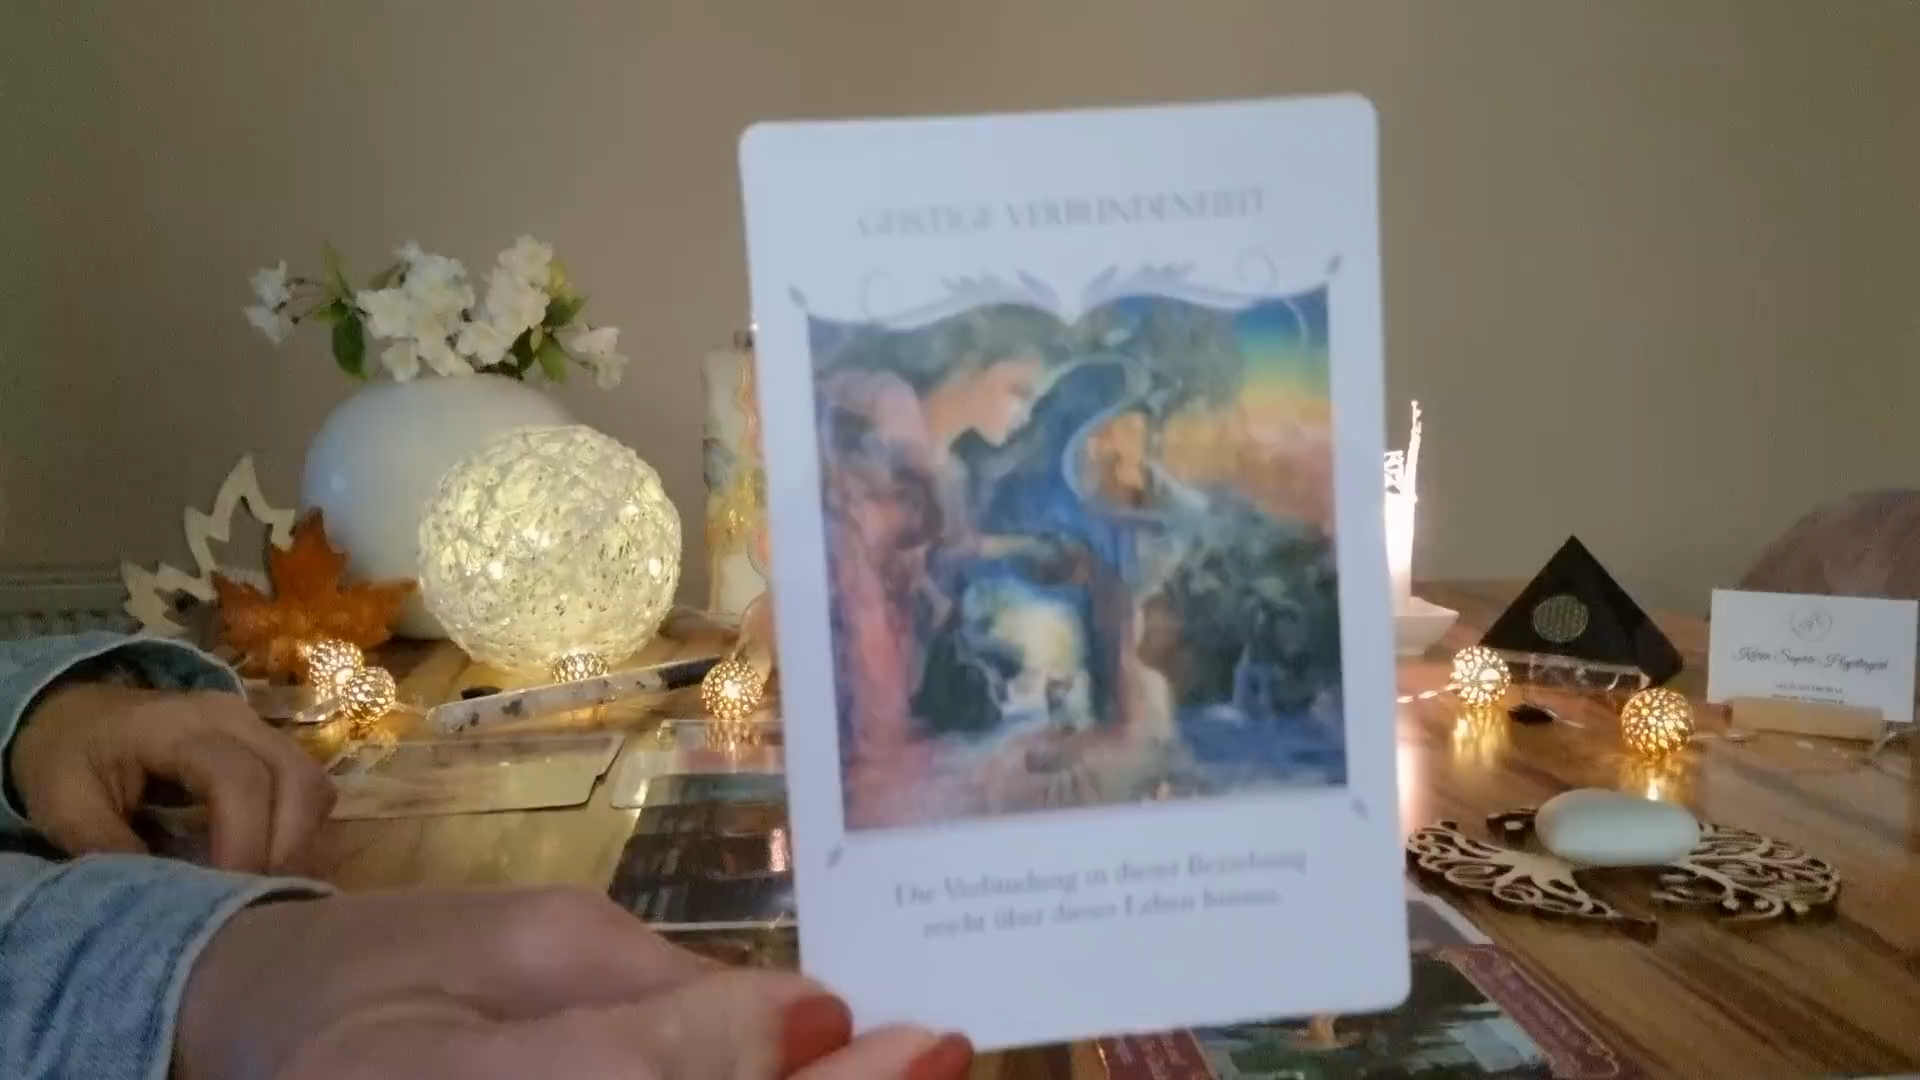 GEISTIGE VERBUNDENHEIT
Die Verbindung in dieser Beziehung
reicht über dieses Leben hinaus.